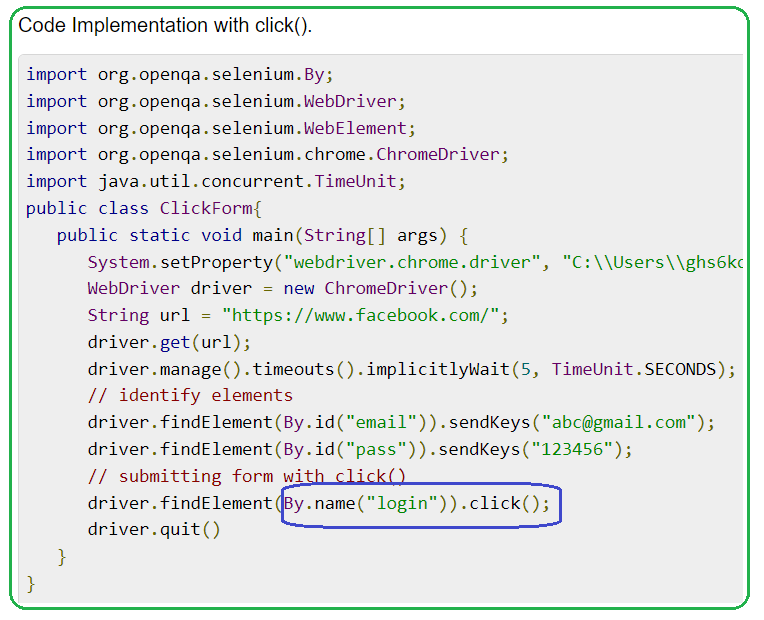 Code Implementation with click().
import org.openqa.selenium.By;
import org.openqa.selenium.WebDriver;
import org.openqa.selenium.WebElement;
import org.openqa.selenium.chrome.ChromeDriver;
import java.util.concurrent.TimeUnit;
public class ClickForm{
   public static void main(String[] args) {
      System.setProperty("webdriver.chrome.driver", "C:\\Users\\ghs6kc
      WebDriver driver = new ChromeDriver();
      String url = "https://www.facebook.com/";
      driver.get(url);
      driver.manage().timeouts().implicitlyWait(5, TimeUnit.SECONDS);
      // identify elements
      driver.findElement(By.id("email")).sendKeys("abc@gmail.com");
      driver.findElement(By.id("pass")).sendKeys("123456");
      // submitting form with click()
      driver.findElement(By.name("login")).click();
      driver.quit()
   }
}